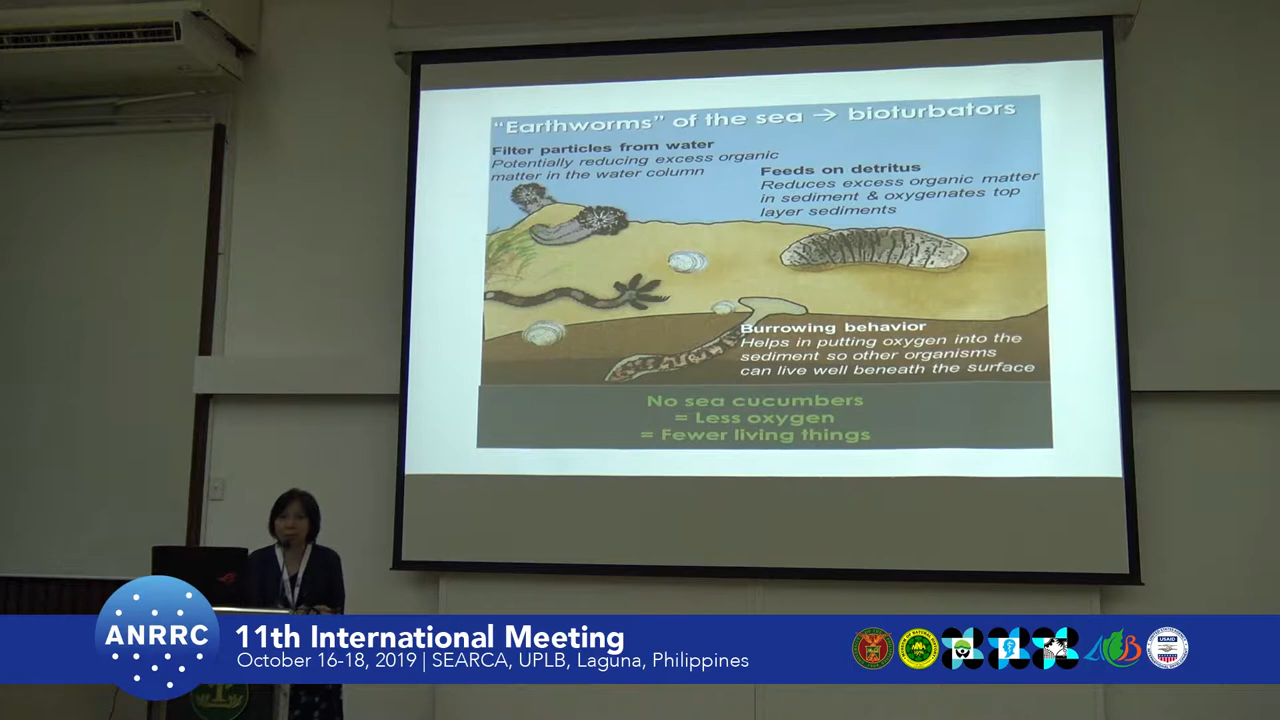 "Earthworms" of the sea → bioturbators
Filter particles from water
Potentially reducing excess organic
matter in the water column
Feeds on detritus
Reduces excess organic matter
in sediment & oxygenates top
layer sediments
Burrowing behavior
Helps in putting oxygen into the
sediment so other organisms
can live well beneath the surface
No sea cucumbers
= Less oxygen
= Fewer living things
ANRRC
11th International Meeting
October 16-18, 2019 | SEARCA, UPLB, Laguna, Philippines
USAID